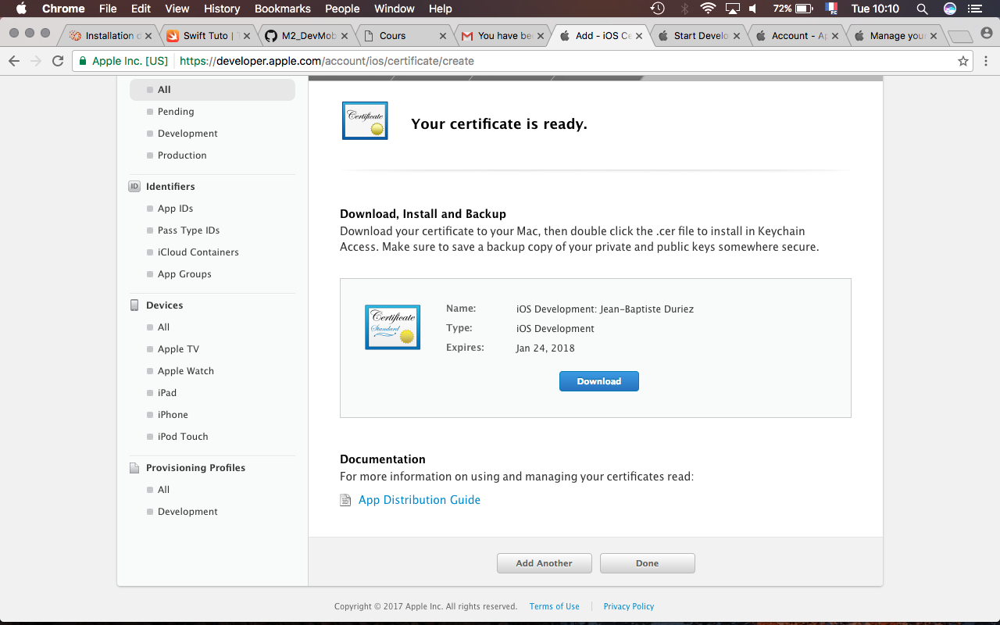 Chrome File Edit View History Bookmarks People Window Help 72% Tue 10:10
Installation d Swift Tuto | T M2_DevMob Cours You have be Add - iOS Ce Start Develo Account - Ap Manage your
Apple Inc. [US] https://developer.apple.com/account/ios/certificate/create
All
Pending
Development
Production
ID Identifiers
App IDs
Pass Type IDs
iCloud Containers
App Groups
Devices
All
Apple TV
Apple Watch
iPad
iPhone
iPod Touch
Provisioning Profiles
All
Development
Certificate
Your certificate is ready.
Download, Install and Backup
Download your certificate to your Mac, then double click the .cer file to install in Keychain
Access. Make sure to save a backup copy of your private and public keys somewhere secure.
Certificate
Standard
Name: iOS Development: Jean-Baptiste Duriez
Type: iOS Development
Expires: Jan 24, 2018
Download
Documentation
For more information on using and managing your certificates read:
App Distribution Guide
Add Another Done
Copyright © 2017 Apple Inc. All rights reserved. Terms of Use Privacy Policy